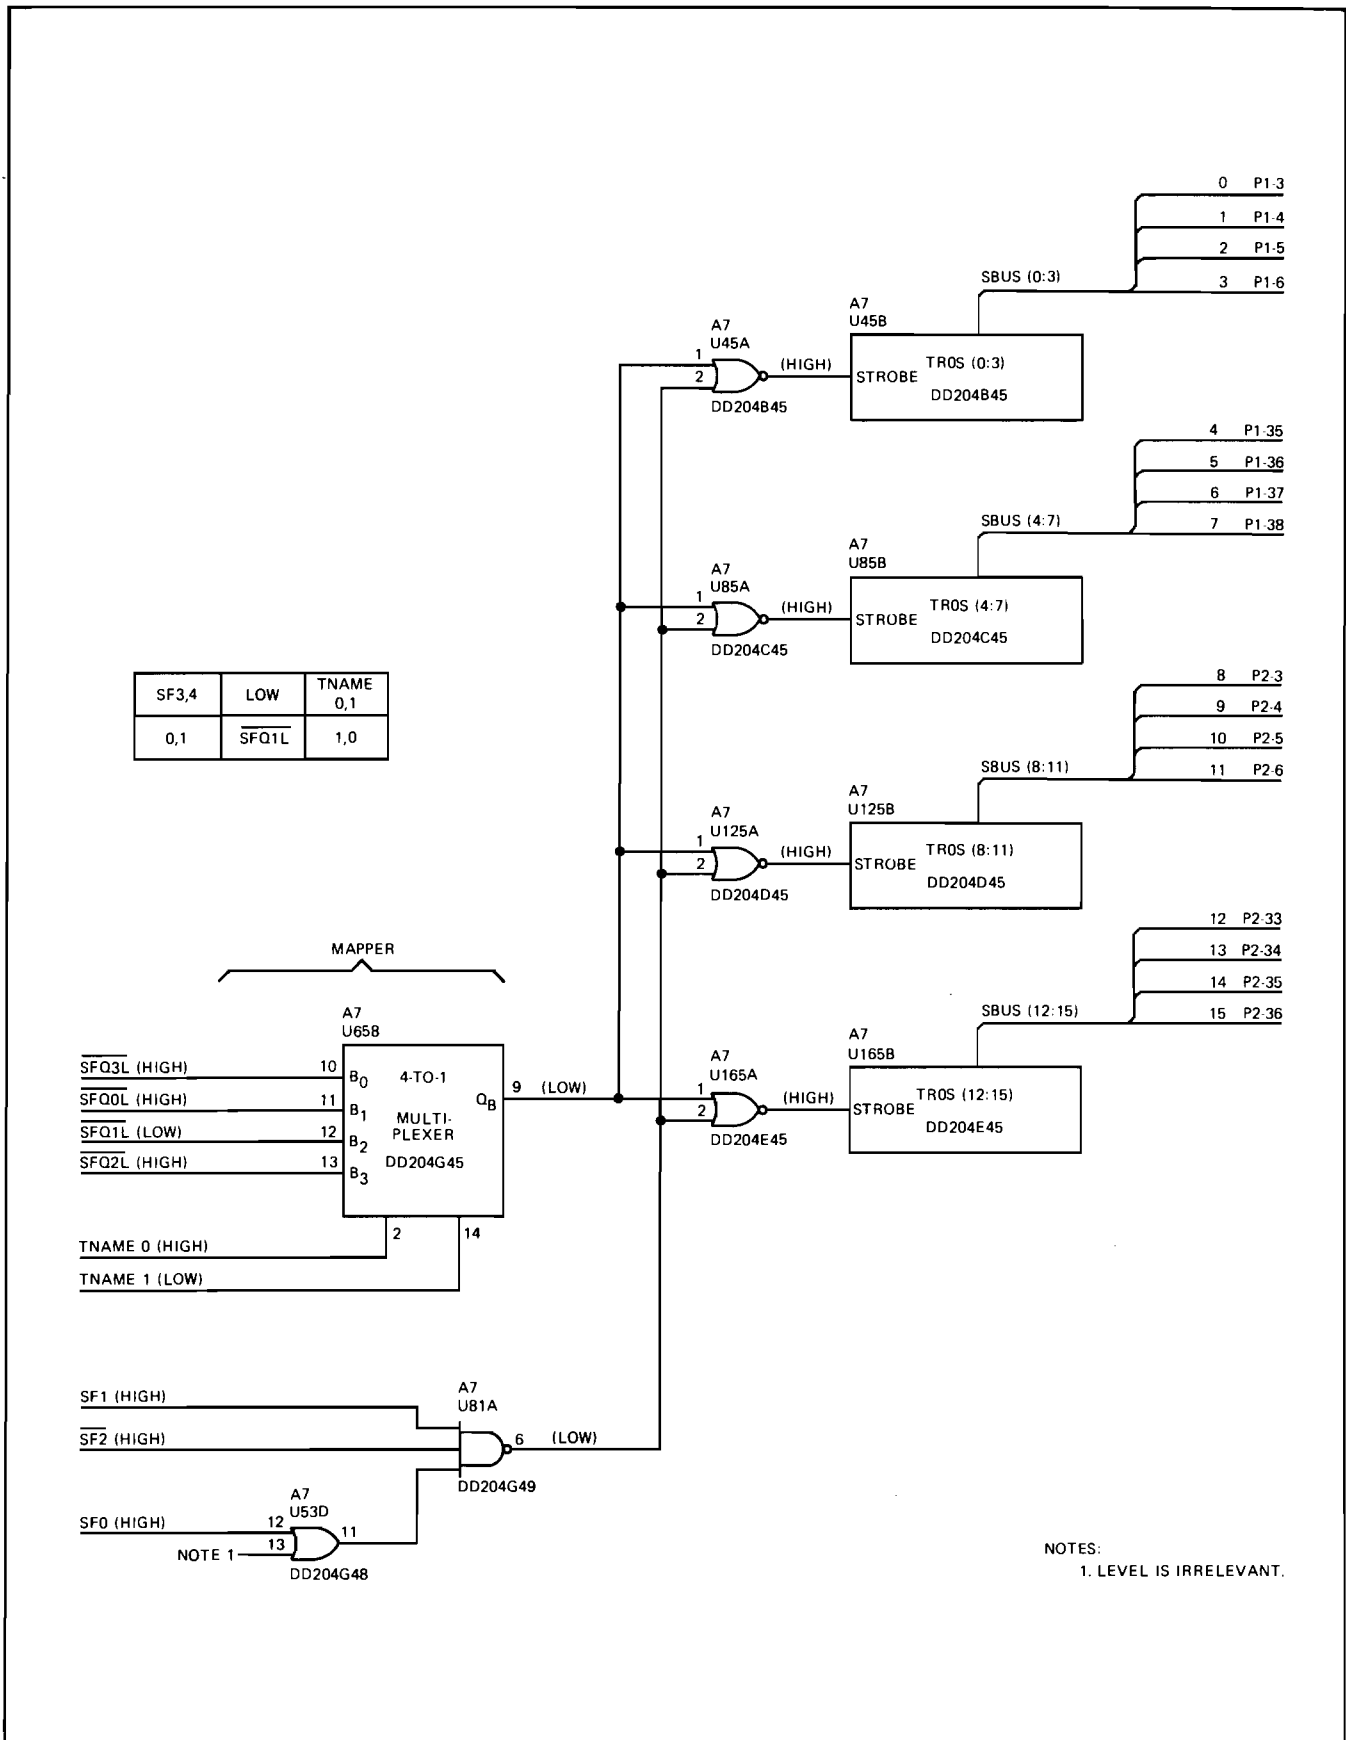 0 P1-3
1 P1-4
2 P1-5
3 P1-6
SBUS (0:3)
A7
U45B
TR0S (0:3)
STROBE
DD204B45
A7
U45A
1
2
(HIGH)
DD204B45
4 P1-35
5 P1-36
6 P1-37
7 P1-38
SBUS (4:7)
A7
U85B
TR0S (4:7)
STROBE
DD204C45
A7
U85A
1
2
(HIGH)
DD204C45
SF3,4 LOW TNAME 0,1
0,1 S̅F̅Q̅1̅L̅ 1,0
8 P2-3
9 P2-4
10 P2-5
11 P2-6
SBUS (8:11)
A7
U125B
TR0S (8:11)
STROBE
DD204D45
A7
U125A
1
2
(HIGH)
DD204D45
12 P2-33
13 P2-34
14 P2-35
15 P2-36
SBUS (12:15)
A7
U165B
TR0S (12:15)
STROBE
DD204E45
A7
U165A
1
2
(HIGH)
DD204E45
MAPPER
A7
U65B
S̅F̅Q̅3̅L̅ (HIGH) 10 B0
S̅F̅Q̅0̅L̅ (HIGH) 11 B1
S̅F̅Q̅1̅L̅ (LOW) 12 B2
S̅F̅Q̅2̅L̅ (HIGH) 13 B3
4-TO-1
MULTI-
PLEXER
DD204G45
QB 9 (LOW)
TNAME 0 (HIGH) 2
TNAME 1 (LOW) 14
SF1 (HIGH)
S̅F̅2̅ (HIGH)
A7
U81A
6 (LOW)
DD204G49
SF0 (HIGH) 12
NOTE 1 13
A7
U53D
11
DD204G48
NOTES:
1. LEVEL IS IRRELEVANT.